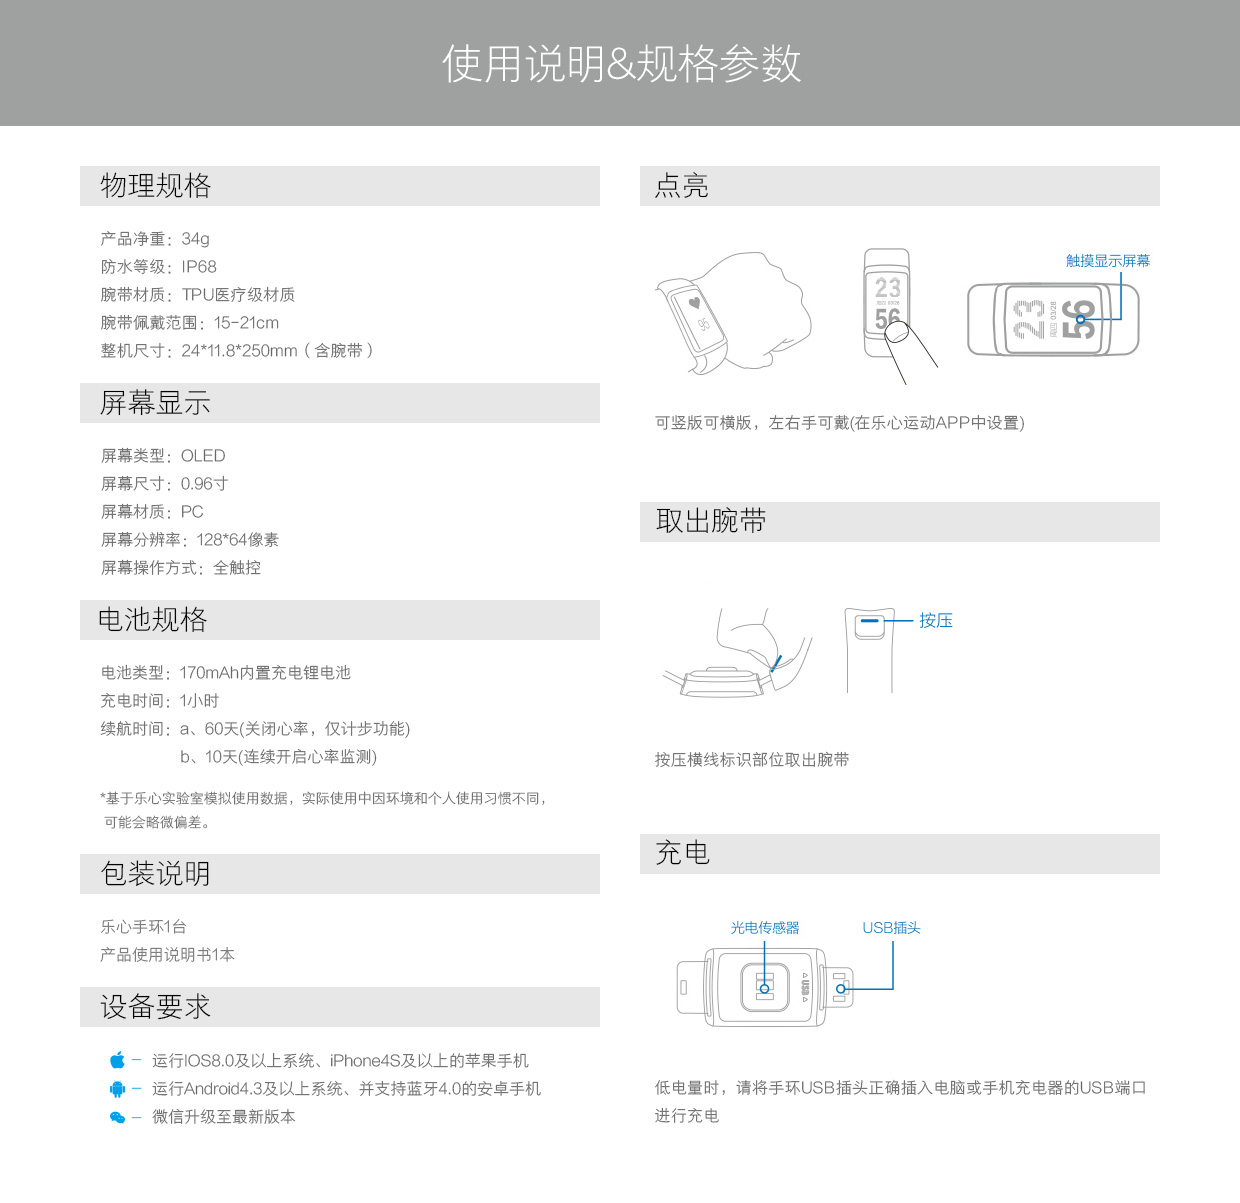 使用说明&规格参数
物理规格
产品净重：34g
防水等级：IP68
腕带材质：TPU医疗级材质
腕带佩戴范围：15-21cm
整机尺寸：24*11.8*250mm（含腕带）
屏幕显示
屏幕类型：OLED
屏幕尺寸：0.96寸
屏幕材质：PC
屏幕分辨率：128*64像素
屏幕操作方式：全触控
电池规格
电池类型：170mAh内置充电锂电池
充电时间：1小时
续航时间：a、60天(关闭心率，仅计步功能)
b、10天(连续开启心率监测)
*基于乐心实验室模拟使用数据，实际使用中因环境和个人使用习惯不同，
可能会略微偏差。
包装说明
乐心手环1台
产品使用说明书1本
设备要求
运行IOS8.0及以上系统、iPhone4S及以上的苹果手机
运行Android4.3及以上系统、并支持蓝牙4.0的安卓手机
微信升级至最新版本
点亮
95
23
周四 03/28
56
触摸显示屏幕
23
周四 03/28
56
可竖版可横版，左右手可戴(在乐心运动APP中设置)
取出腕带
按压
按压横线标识部位取出腕带
充电
光电传感器
USB插头
USB
低电量时，请将手环USB插头正确插入电脑或手机充电器的USB端口
进行充电